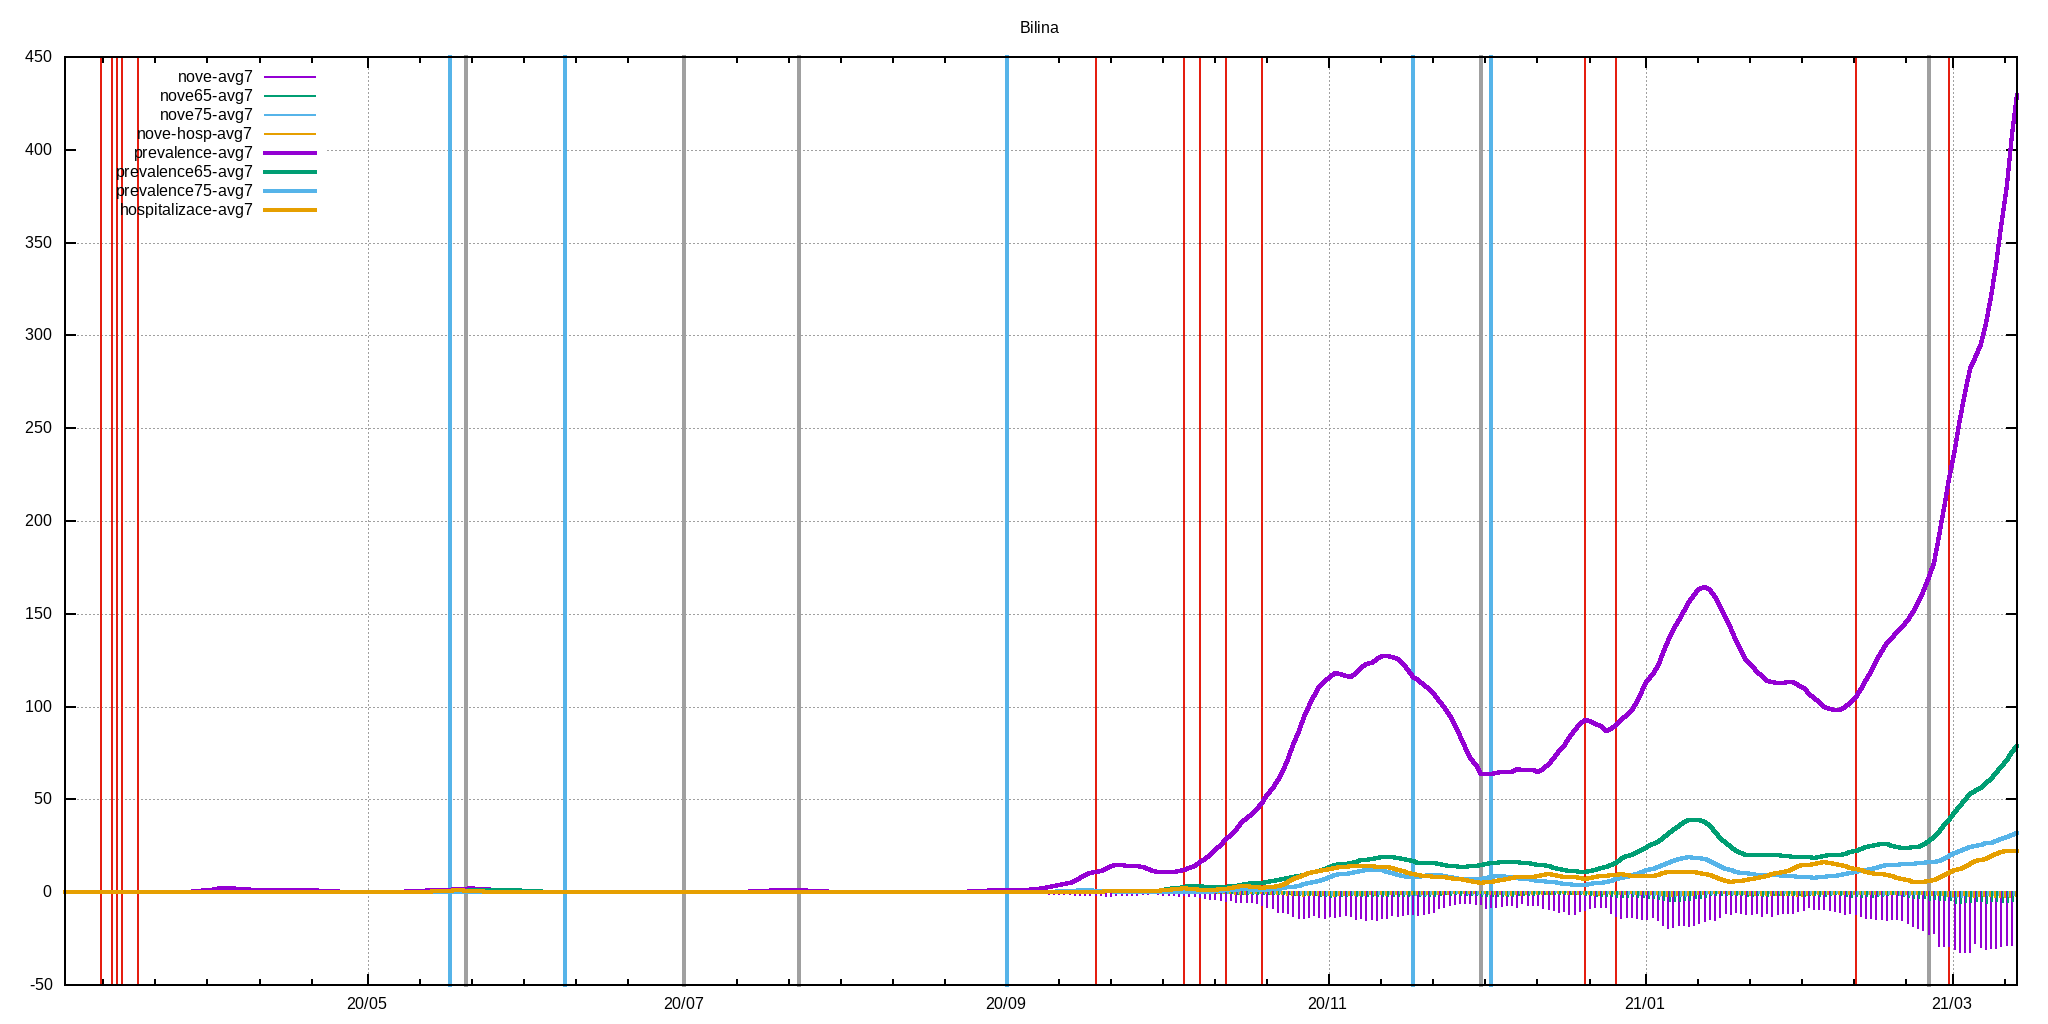 Bilina
450
nove-avg7
nove65-avg7
nove75-avg7
nove-hosp-avg7
400
prevalence-avg7
prevalence65-avg7
prevalence75-avg7
hospitalizace-avg7
350
300
250
200
150
100
50
0
-50
20/05 20/07 20/09 20/11 21/01 21/03